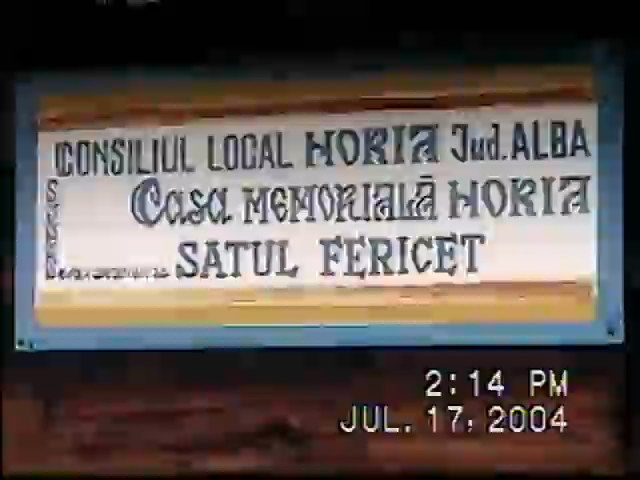 CONSILIUL LOCAL HORIA Jud. ALBA
Casa MEMORIALĂ HORIA
SATUL FERICET
2:14 PM
JUL. 17, 2004